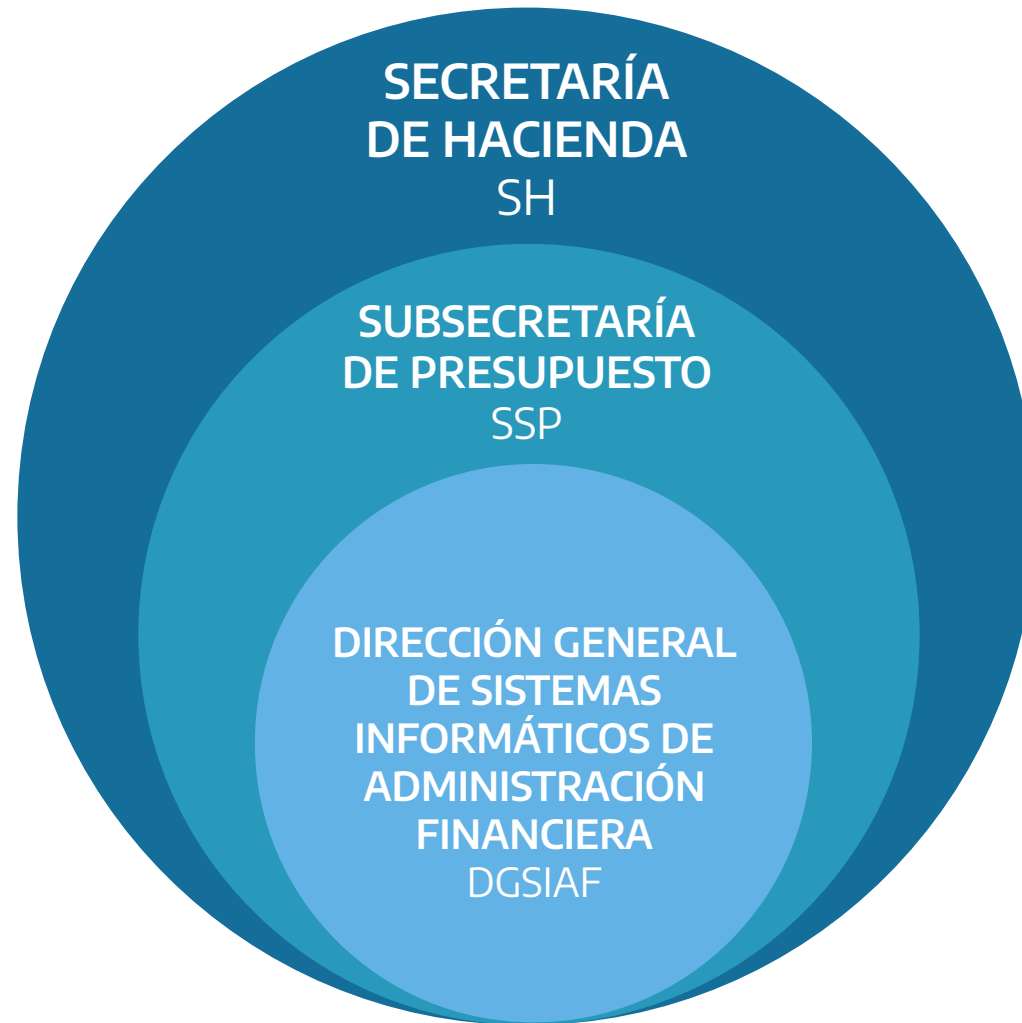 SECRETARÍA
DE HACIENDA
SH
SUBSECRETARÍA
DE PRESUPUESTO
SSP
DIRECCIÓN GENERAL
DE SISTEMAS
INFORMÁTICOS DE
ADMINISTRACIÓN
FINANCIERA
DGSIAF